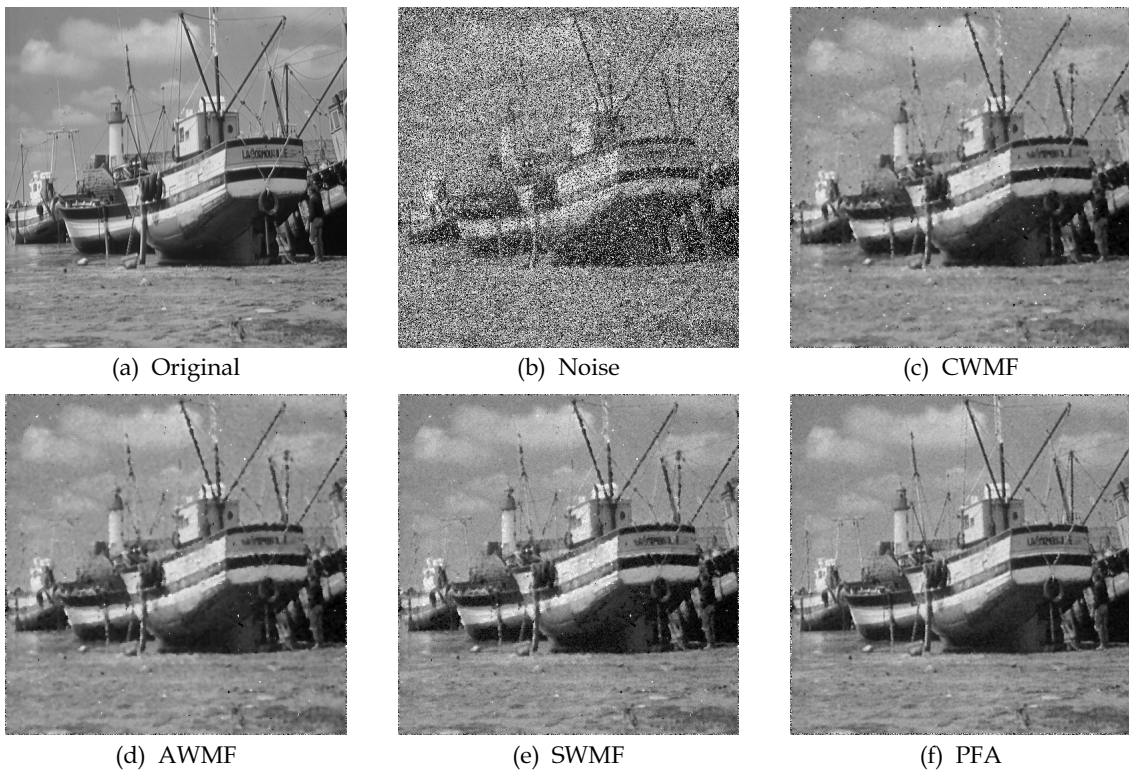 (a) Original
(b) Noise
(c) CWMF
(d) AWMF
(e) SWMF
(f) PFA